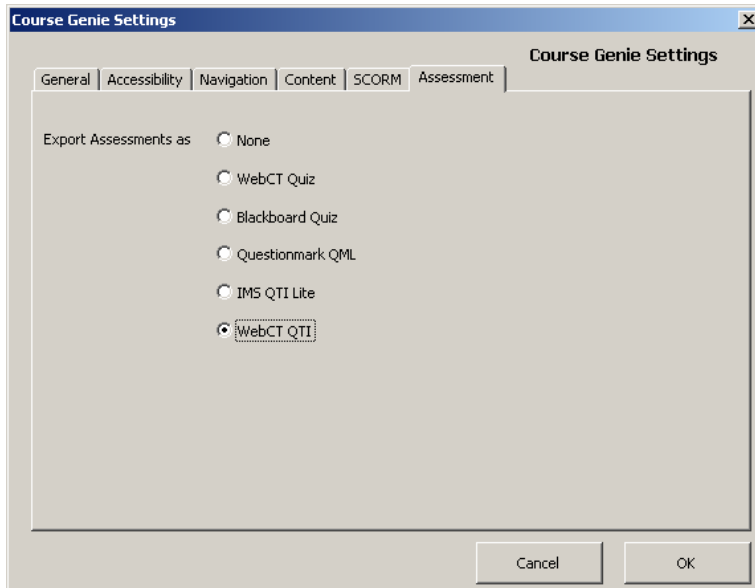 Course Genie Settings
Course Genie Settings
General Accessibility Navigation Content SCORM Assessment
Export Assessments as
None
WebCT Quiz
Blackboard Quiz
Questionmark QML
IMS QTI Lite
WebCT QTI
Cancel OK